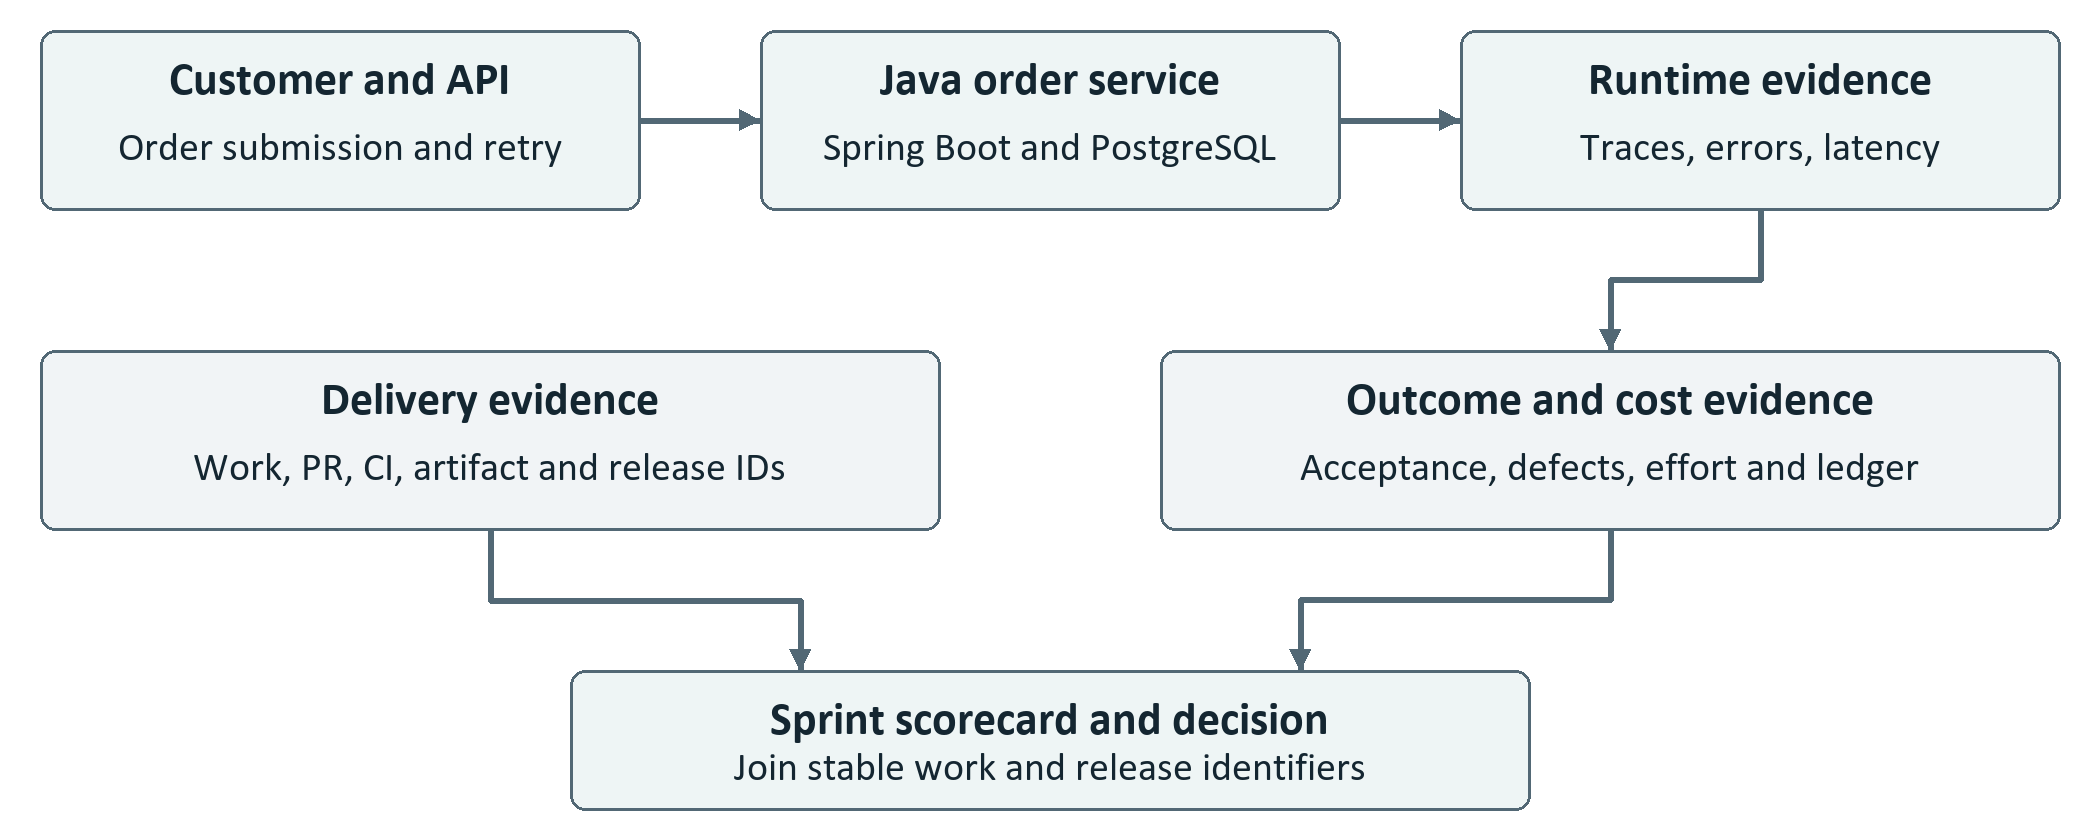 Customer and API
Order submission and retry
Java order service
Spring Boot and PostgreSQL
Runtime evidence
Traces, errors, latency
Delivery evidence
Work, PR, CI, artifact and release IDs
Outcome and cost evidence
Acceptance, defects, effort and ledger
Sprint scorecard and decision
Join stable work and release identifiers